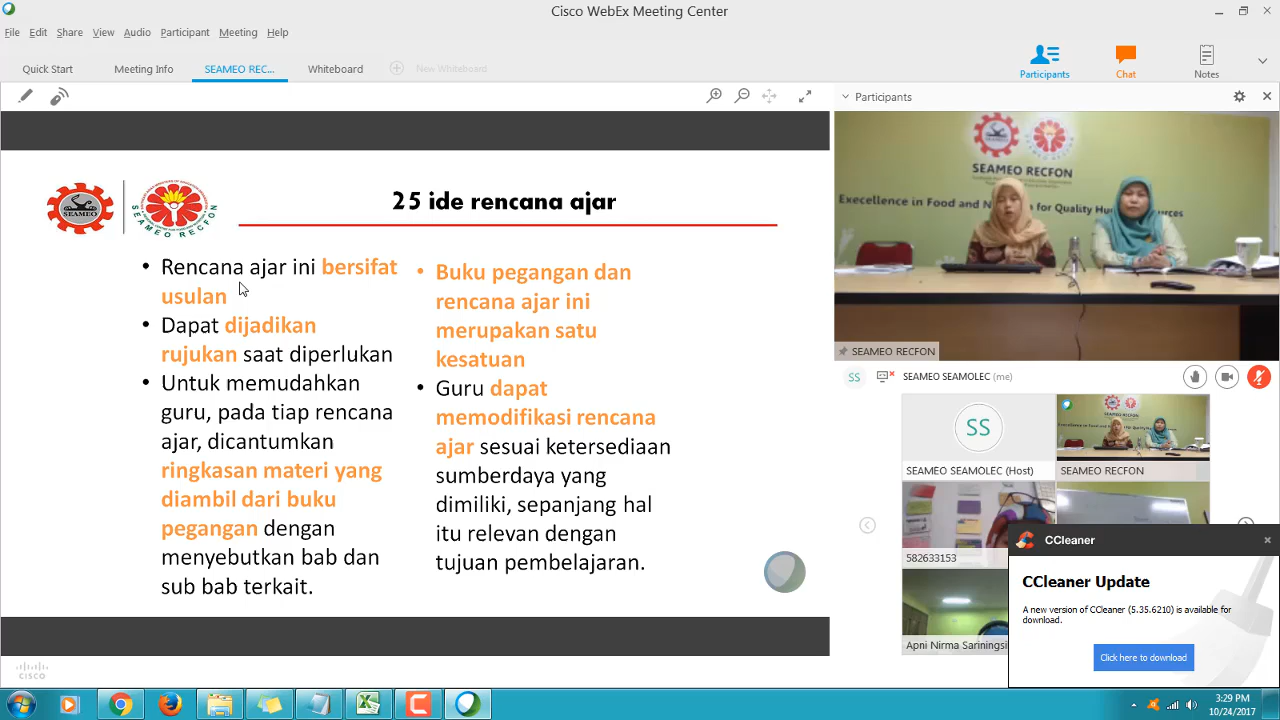 Cisco WebEx Meeting Center
File Edit Share View Audio Participant Meeting Help
Quick Start Meeting Info SEAMEO REC... Whiteboard New Whiteboard
Participants Chat Notes
Participants
SEAMEO
SEAMEO RECFON
25 ide rencana ajar
• Rencana ajar ini bersifat
usulan
• Dapat dijadikan
rujukan saat diperlukan
• Untuk memudahkan
guru, pada tiap rencana
ajar, dicantumkan
ringkasan materi yang
diambil dari buku
pegangan dengan
menyebutkan bab dan
sub bab terkait.
• Buku pegangan dan
rencana ajar ini
merupakan satu
kesatuan
• Guru dapat
memodifikasi rencana
ajar sesuai ketersediaan
sumberdaya yang
dimiliki, sepanjang hal
itu relevan dengan
tujuan pembelajaran.
CISCO
SEAMEO RECFON
Execellence in Food and for Quality
SEAMEO RECFON
SS SEAMEO SEAMOLEC (me)
SS
SEAMEO SEAMOLEC (Host)
SEAMEO RECFON
582633153
Apni Nirma Sariningsi
CCleaner
CCleaner Update
A new version of CCleaner (5.35.6210) is available for
download.
Click here to download
3:29 PM
10/24/2017